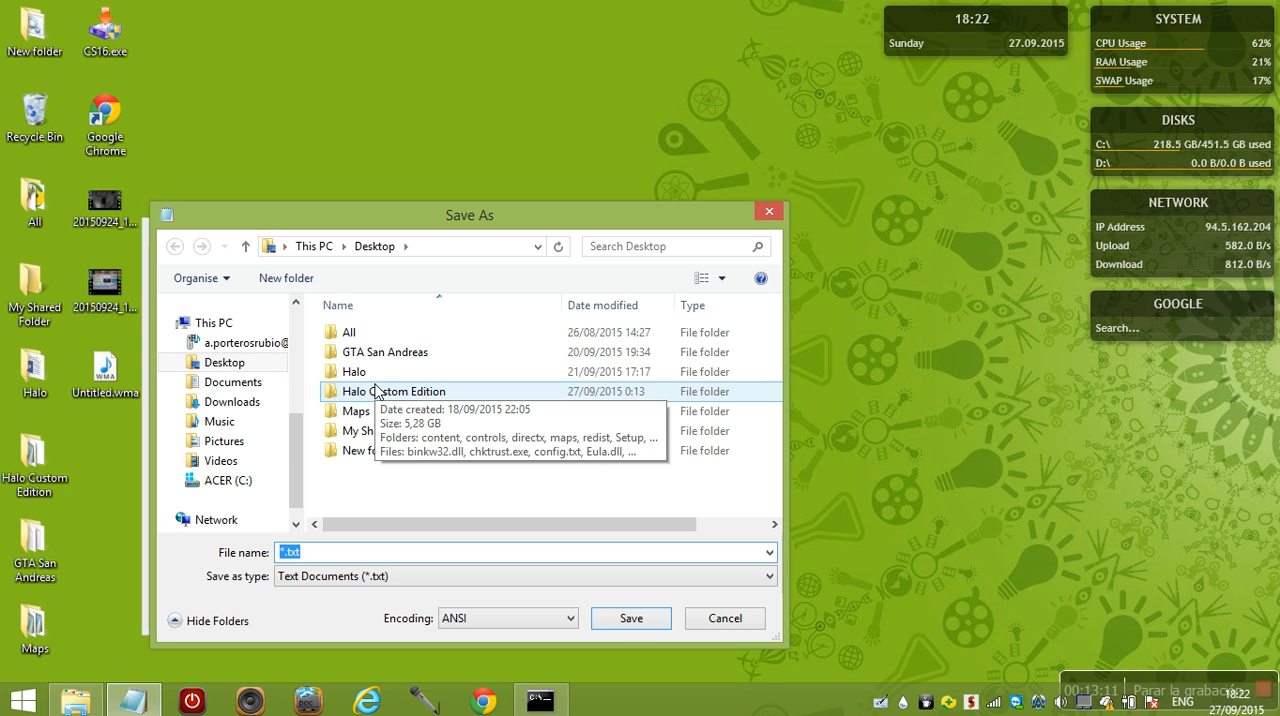 New folder
CS16.exe
Recycle Bin
Google Chrome
All
20150924_1...
My Shared Folder
20150924_1...
Halo
Untitled.wma
Halo Custom Edition
GTA San Andreas
Maps
18:22
Sunday 27.09.2015
SYSTEM
CPU Usage 62%
RAM Usage 21%
SWAP Usage 17%
DISKS
C:\ 218.5 GB/451.5 GB used
D:\ 0.0 B/0.0 B used
NETWORK
IP Address 94.5.162.204
Upload 582.0 B/s
Download 812.0 B/s
GOOGLE
Search...
Save As
This PC Desktop
Search Desktop
Organise New folder
Name Date modified Type
This PC
a.porterosrubio@
Desktop
Documents
Downloads
Music
Pictures
Videos
ACER (C:)
Network
All 26/08/2015 14:27 File folder
GTA San Andreas 20/09/2015 19:34 File folder
Halo 21/09/2015 17:17 File folder
Halo Custom Edition 27/09/2015 0:13 File folder
Maps File folder
My Sh File folder
New fo File folder
Date created: 18/09/2015 22:05
Size: 5,28 GB
Folders: content, controls, directx, maps, redist, Setup, ...
Files: binkw32.dll, chktrust.exe, config.txt, Eula.dll, ...
File name: *.txt
Save as type: Text Documents (*.txt)
Hide Folders
Encoding: ANSI
Save
Cancel
DOC
C:\
00:13:11 Parar la grabación
ENG
18:22
27/09/2015